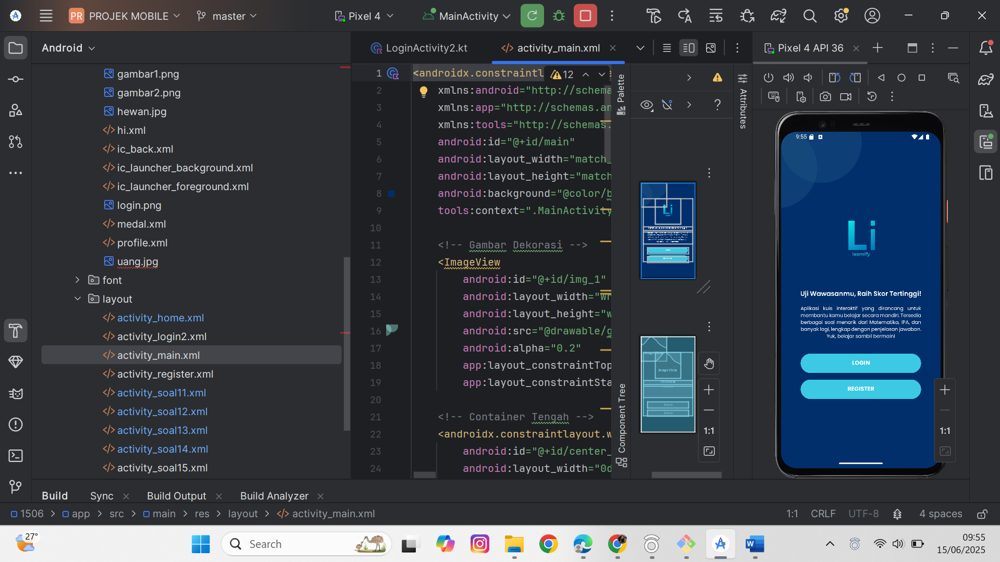 PR PROJEK MOBILE
master
Pixel 4
MainActivity
Android
gambar1.png
gambar2.png
hewan.jpg
hi.xml
ic_back.xml
ic_launcher_background.xml
ic_launcher_foreground.xml
login.png
medal.xml
profile.xml
uang.jpg
font
layout
activity_home.xml
activity_login2.xml
activity_main.xml
activity_register.xml
activity_soal11.xml
activity_soal12.xml
activity_soal13.xml
activity_soal14.xml
activity_soal15.xml
LoginActivity2.kt
activity_main.xml
12
1 <androidx.constraintl
2 xmlns:android="http://schema
3 xmlns:app="http://schemas.an
4 xmlns:tools="http://schemas.
5 android:id="@+id/main"
6 android:layout_width="match_
7 android:layout_height="match
8 android:background="@color/b
9 tools:context=".MainActivity
10
11 <!-- Gambar Dekorasi -->
12 <ImageView
13 android:id="@+id/img_1"
14 android:layout_width="wr
15 android:layout_height="w
16 android:src="@drawable/g
17 android:alpha="0.2"
18 app:layout_constraintTop
19 app:layout_constraintSta
20
21 <!-- Container Tengah -->
22 <androidx.constraintlayout.w
23 android:id="@+id/center_
24 android:layout_width="0d
Palette
Component Tree
Attributes
?
Li
ImageView
ImageView
TextView
Button
Button
1:1
Pixel 4 API 36
9:55
Li
learnify
Uji Wawasanmu, Raih Skor Tertinggi!
Aplikasi kuis interaktif yang dirancang untuk
membantu kamu belajar secara mandiri. Tersedia
berbagai soal menarik dari Matematika, IPA, dan
banyak lagi, lengkap dengan penjelasan jawaban.
Yuk, belajar sambil bermain!
LOGIN
REGISTER
1:1
Build
Sync
Build Output
Build Analyzer
1506 > app > src > main > res > layout > activity_main.xml
1:1
CRLF
UTF-8
4 spaces
27°
Search
09:55
15/06/2025